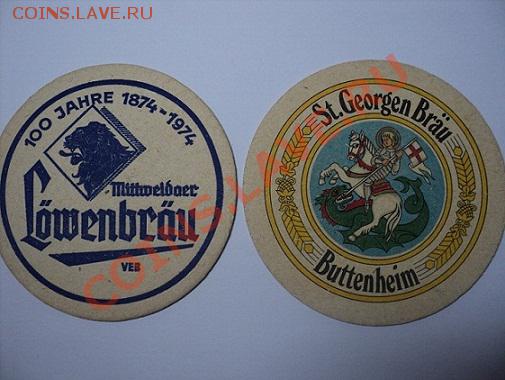 COINS.LAVE.RU
100 JAHRE 1874-1974
Mittweidaer
Löwenbräu
VEB
St. Georgen Bräu
Buttenheim
COINS.LAVE.RU